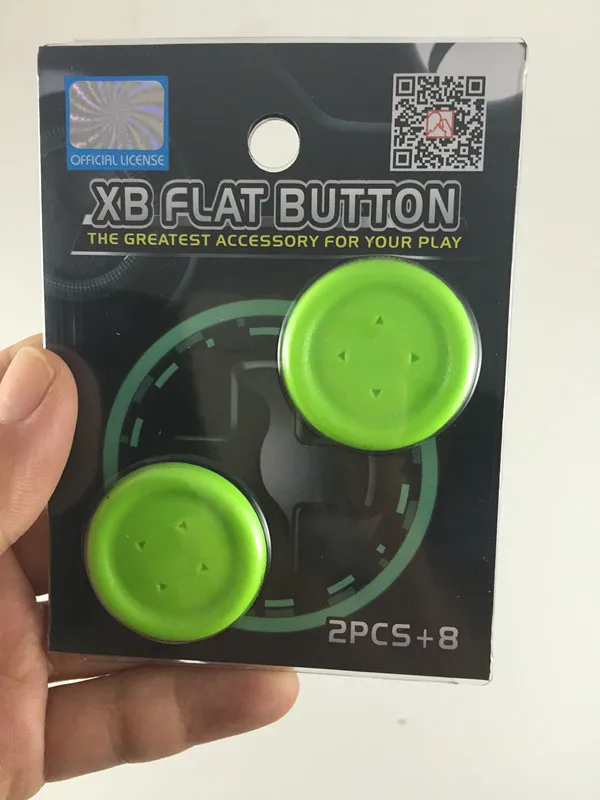 OFFICIAL LICENSE
XB FLAT BUTTON
THE GREATEST ACCESSORY FOR YOUR PLAY
2PCS+8